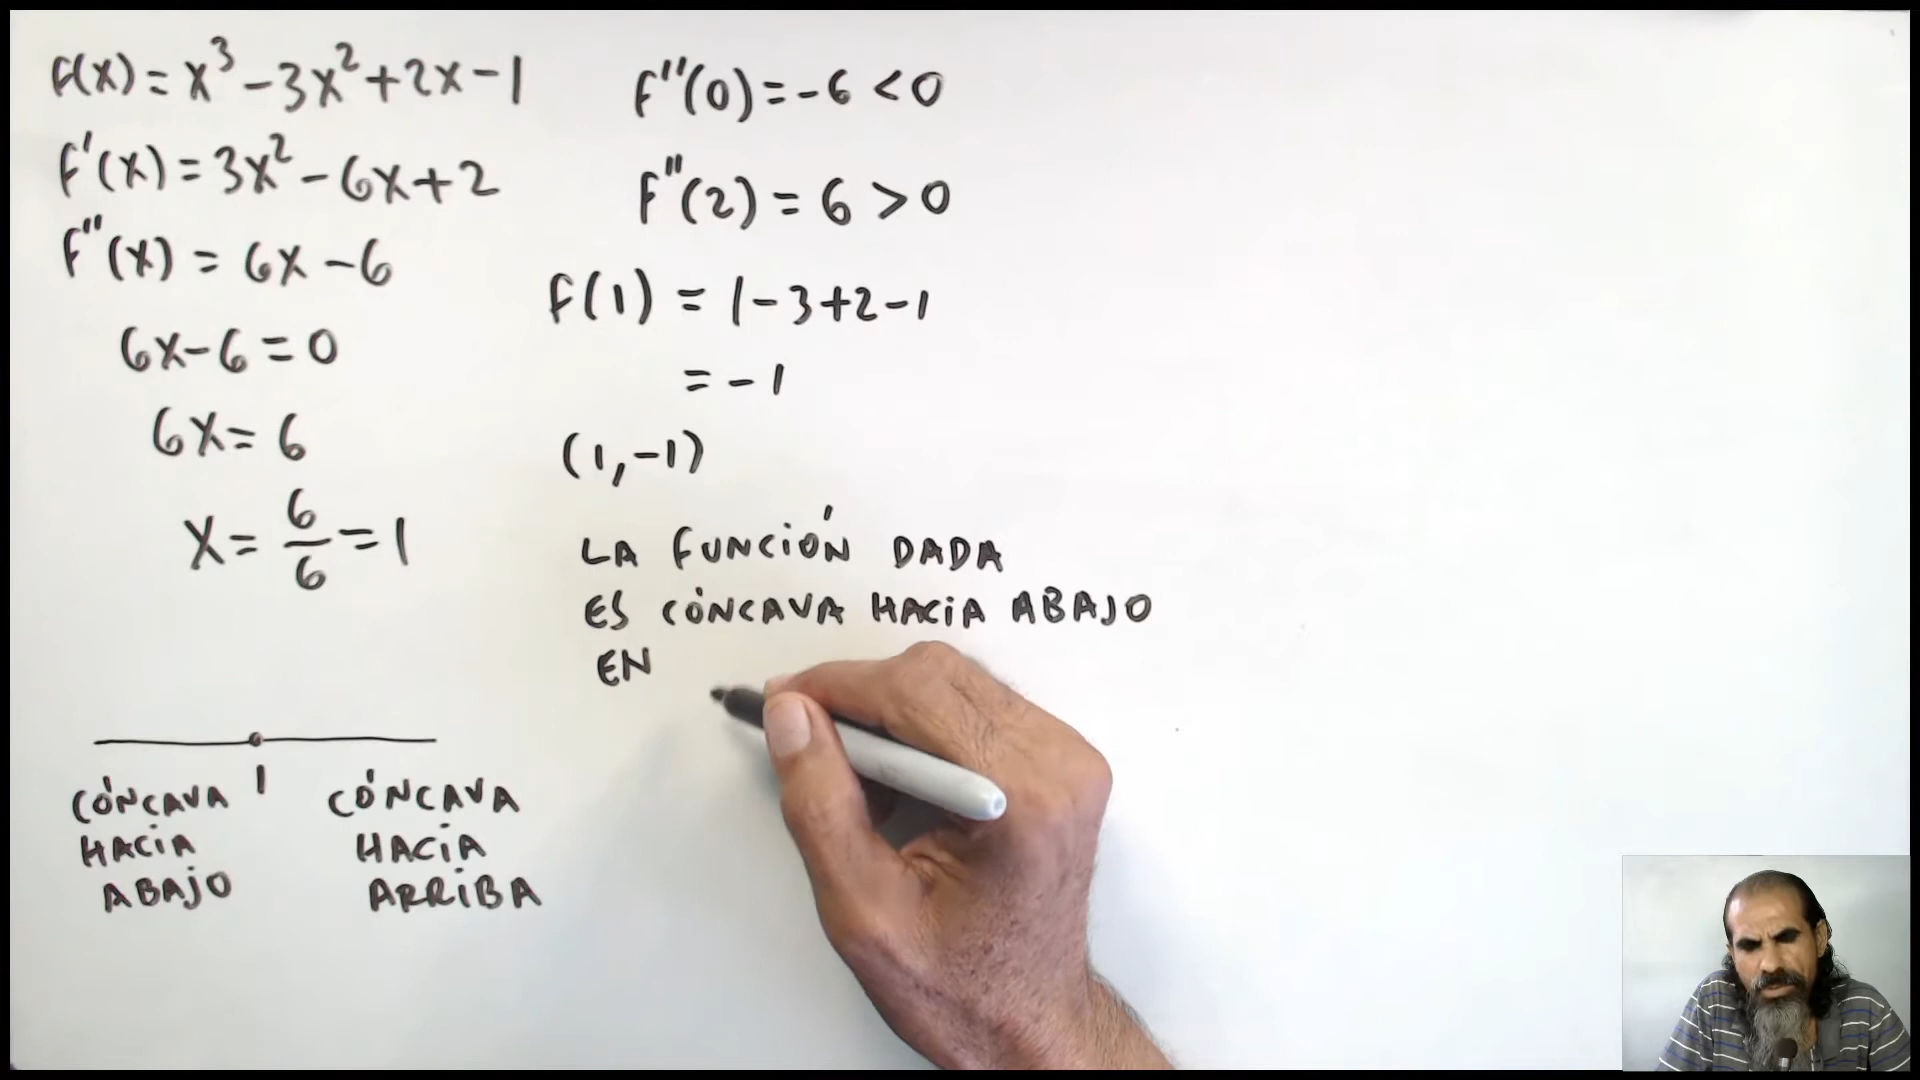 F(x) = x³ - 3x² + 2x - 1
F'(x) = 3x² - 6x + 2
F''(x) = 6x - 6
6x - 6 = 0
6x = 6
x = 6/6 = 1
1
CÓNCAVA
HACiA
ABAJO
CÓNCAVA
HACiA
ARRiBA
F''(0) = -6 < 0
F''(2) = 6 > 0
F(1) = 1 - 3 + 2 - 1
= -1
(1, -1)
LA FUNCiÓN DADA
ES CÓNCAVA HACiA ABAJO
EN